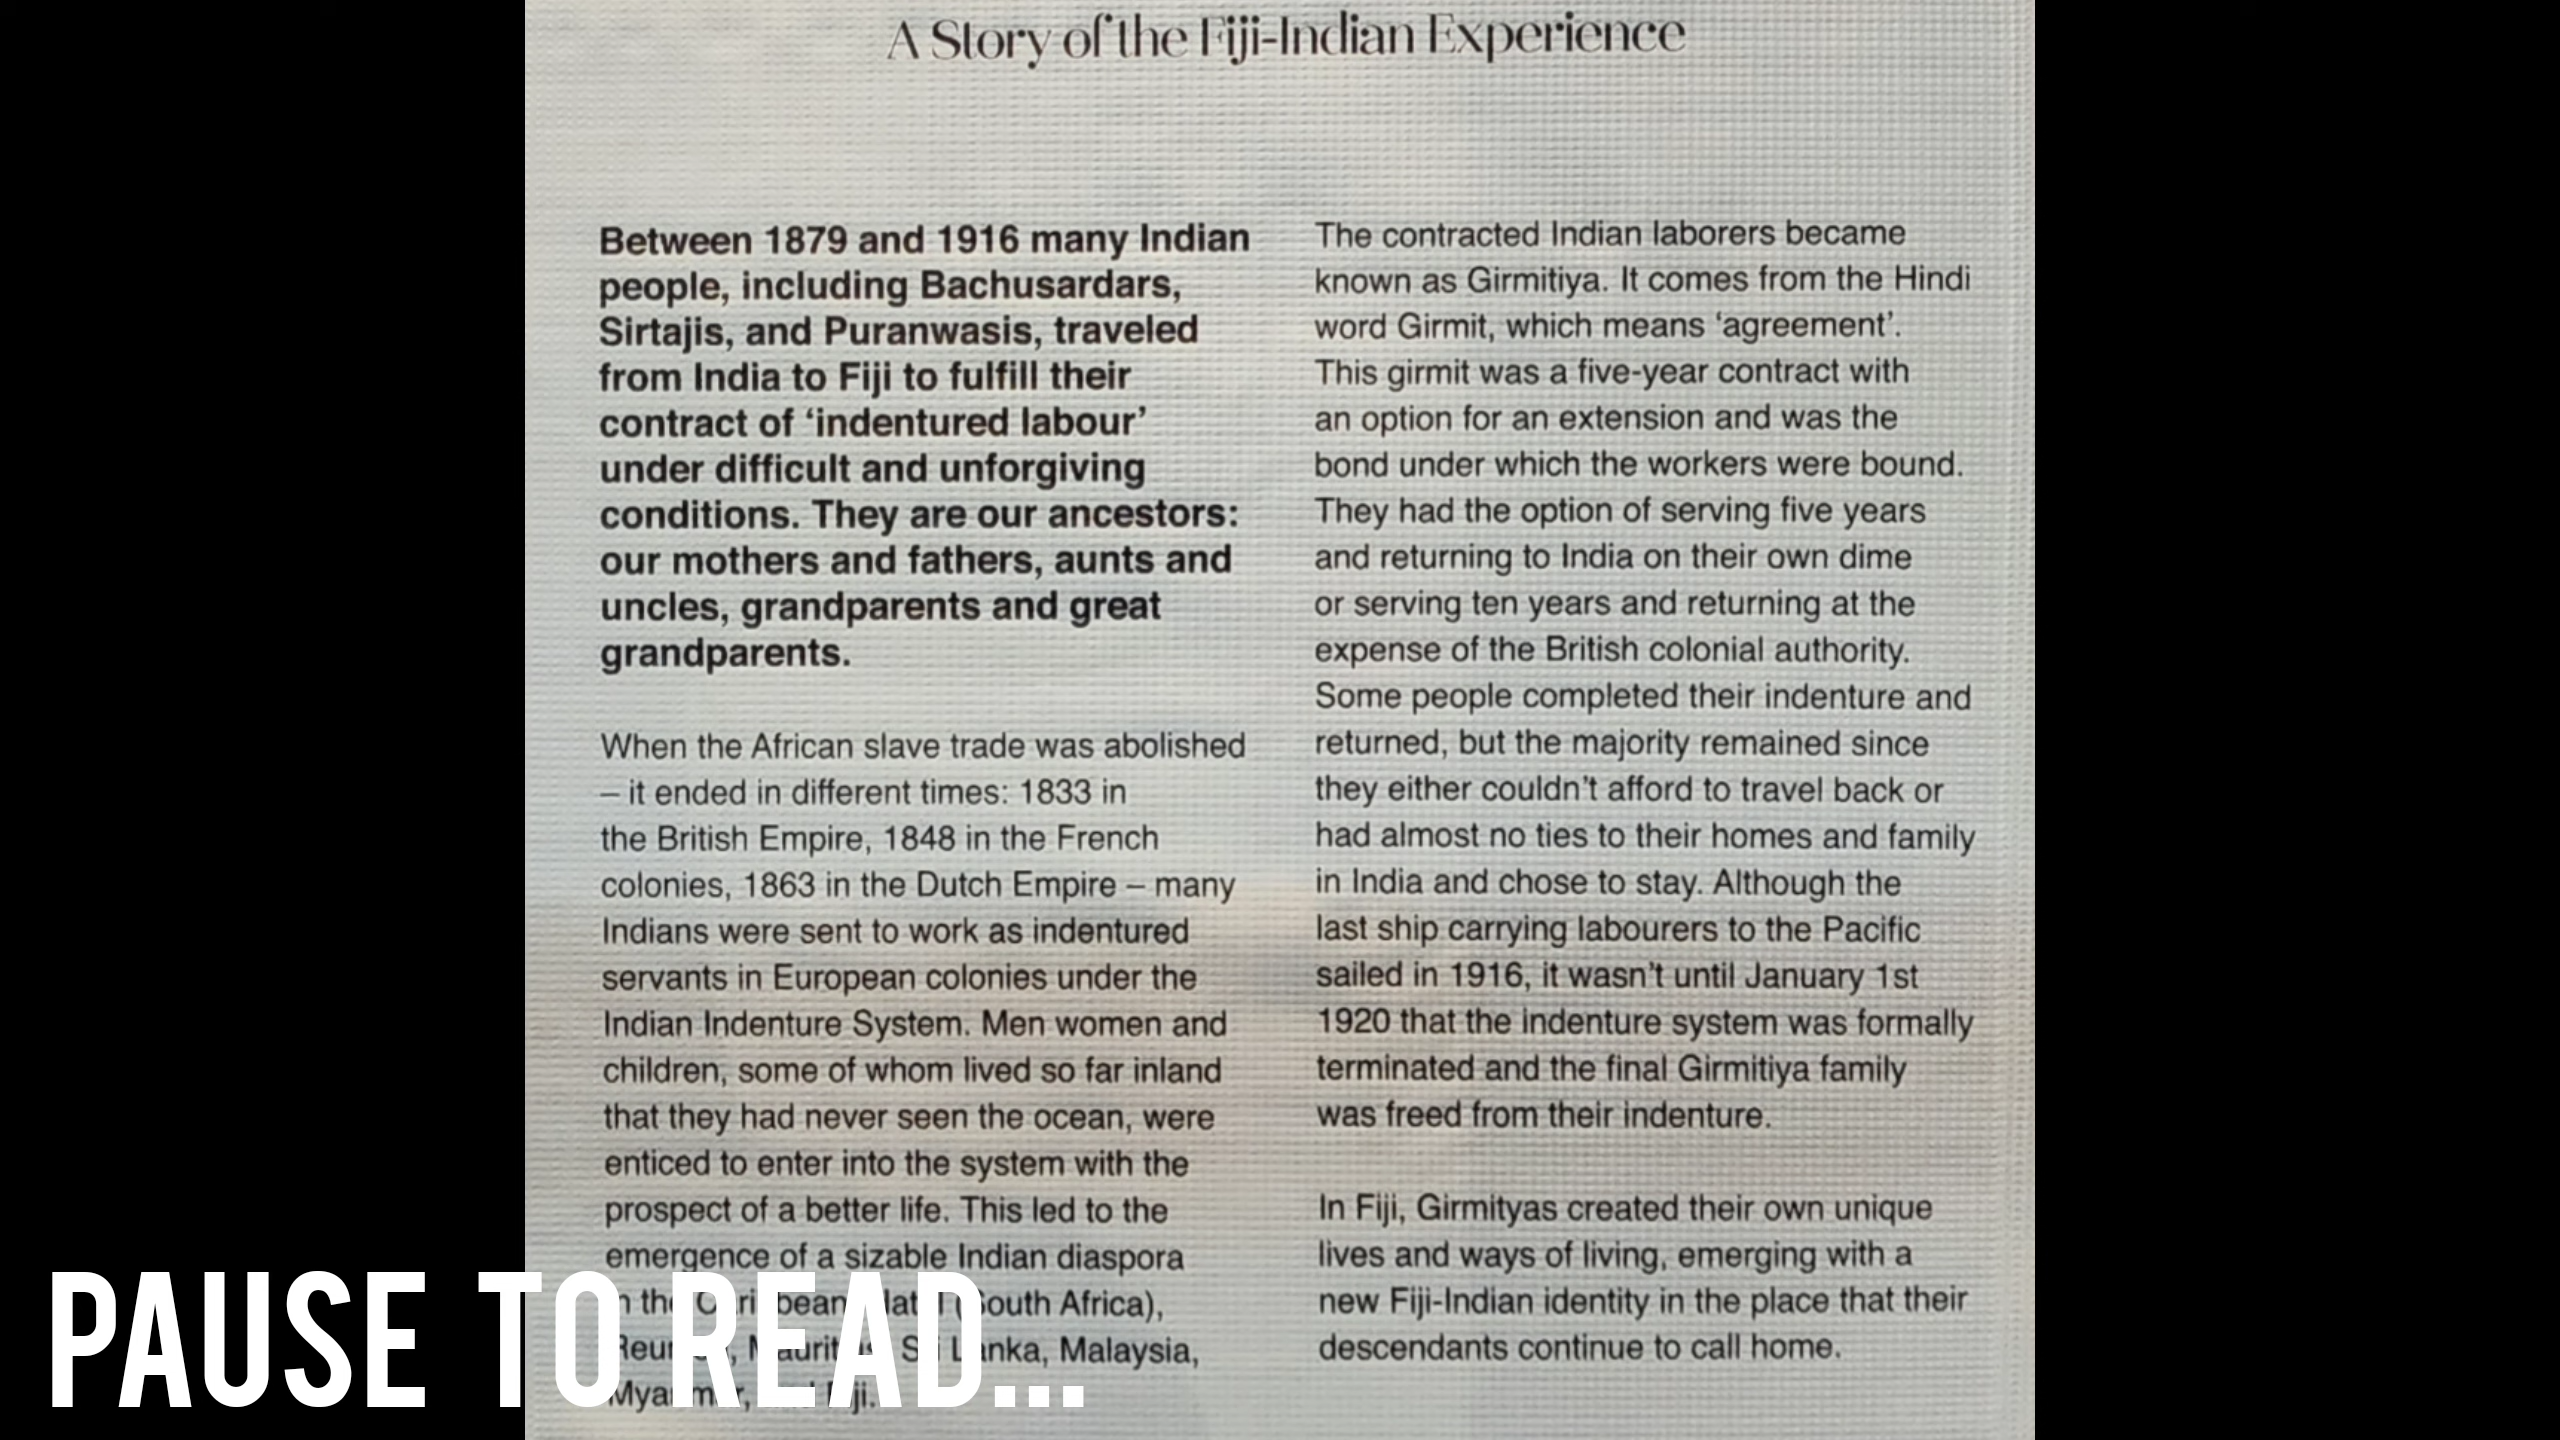 A Story of the Fiji-Indian Experience
Between 1879 and 1916 many Indian
people, including Bachusardars,
Sirtajis, and Puranwasis, traveled
from India to Fiji to fulfill their
contract of ‘indentured labour’
under difficult and unforgiving
conditions. They are our ancestors:
our mothers and fathers, aunts and
uncles, grandparents and great
grandparents.
When the African slave trade was abolished
– it ended in different times: 1833 in
the British Empire, 1848 in the French
colonies, 1863 in the Dutch Empire – many
Indians were sent to work as indentured
servants in European colonies under the
Indian Indenture System. Men women and
children, some of whom lived so far inland
that they had never seen the ocean, were
enticed to enter into the system with the
prospect of a better life. This led to the
emergence of a sizable Indian diaspora
in the Caribbean, Natal (South Africa),
Reunion, Mauritius, Sri Lanka, Malaysia,
Myanmar, and Fiji.
The contracted Indian laborers became
known as Girmitiya. It comes from the Hindi
word Girmit, which means ‘agreement’.
This girmit was a five-year contract with
an option for an extension and was the
bond under which the workers were bound.
They had the option of serving five years
and returning to India on their own dime
or serving ten years and returning at the
expense of the British colonial authority.
Some people completed their indenture and
returned, but the majority remained since
they either couldn’t afford to travel back or
had almost no ties to their homes and family
in India and chose to stay. Although the
last ship carrying labourers to the Pacific
sailed in 1916, it wasn’t until January 1st
1920 that the indenture system was formally
terminated and the final Girmitiya family
was freed from their indenture.
In Fiji, Girmityas created their own unique
lives and ways of living, emerging with a
new Fiji-Indian identity in the place that their
descendants continue to call home.
PAUSE TO READ...